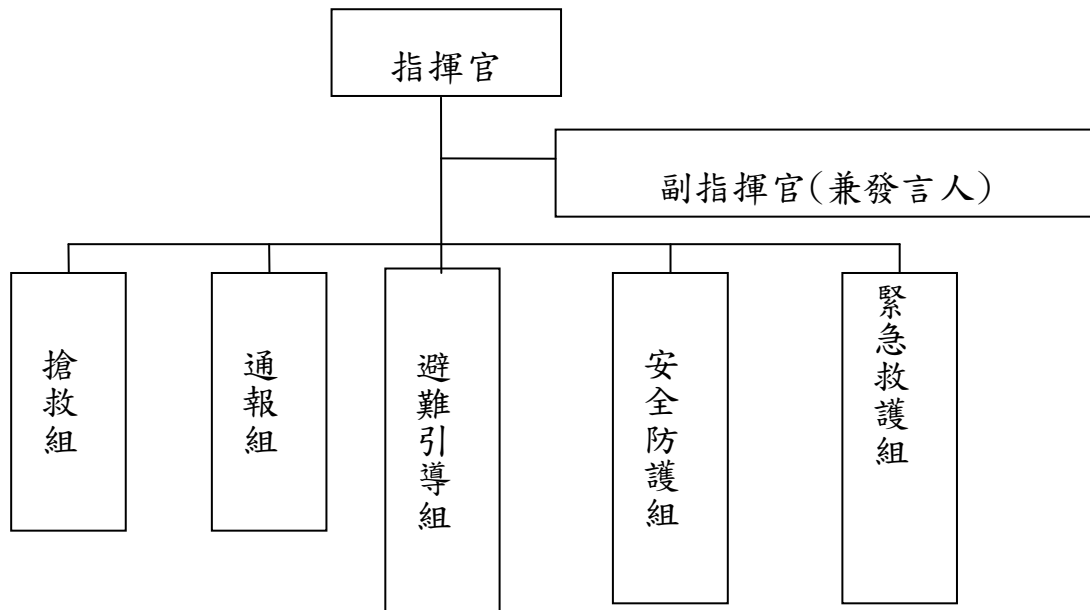 指揮官
副指揮官(兼發言人)
搶救組
通報組
避難引導組
安全防護組
緊急救護組